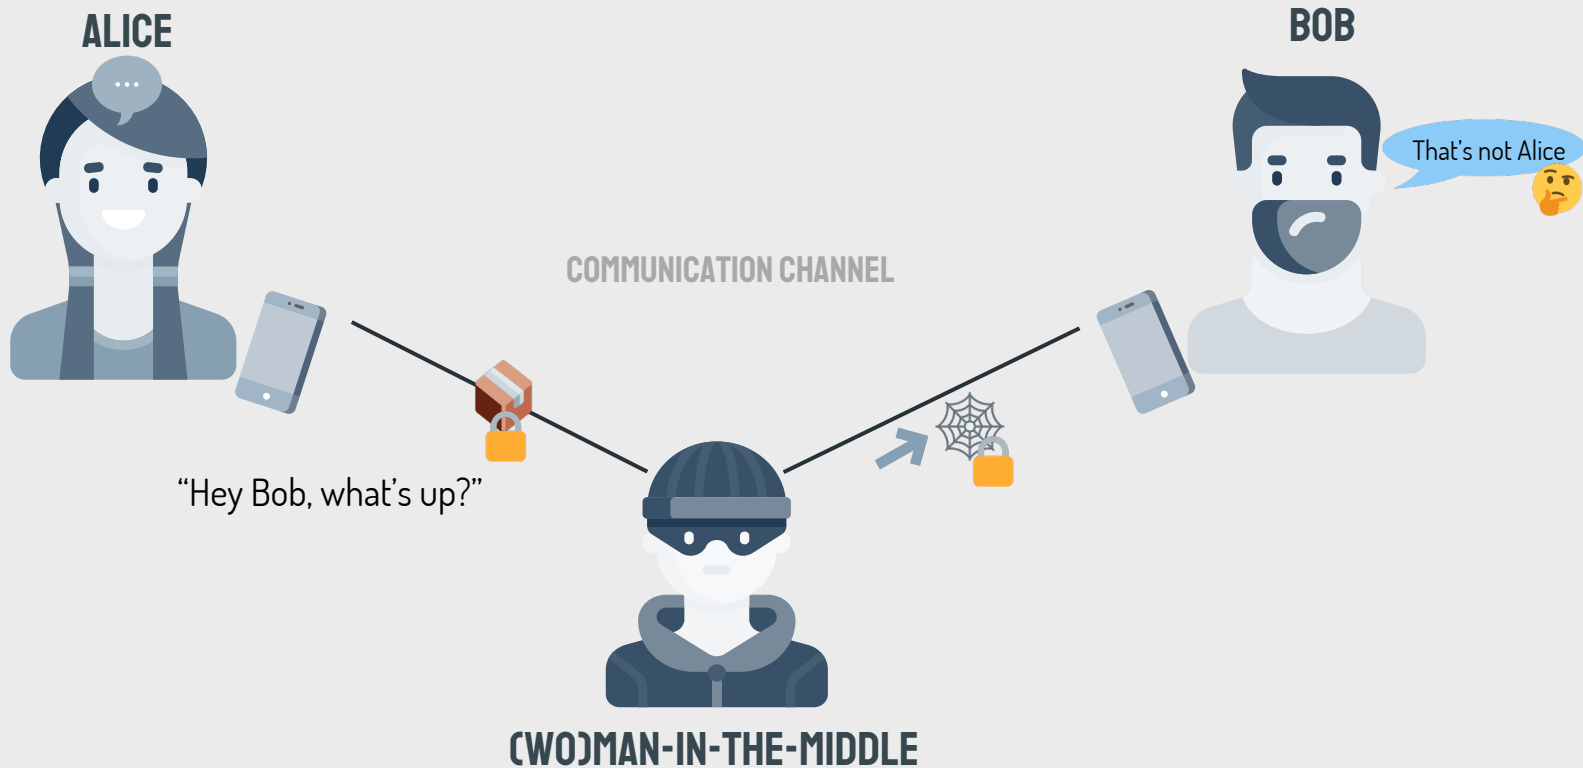 ALICE
BOB
That's not Alice
COMMUNICATION CHANNEL
“Hey Bob, what's up?”
(WO)MAN-IN-THE-MIDDLE